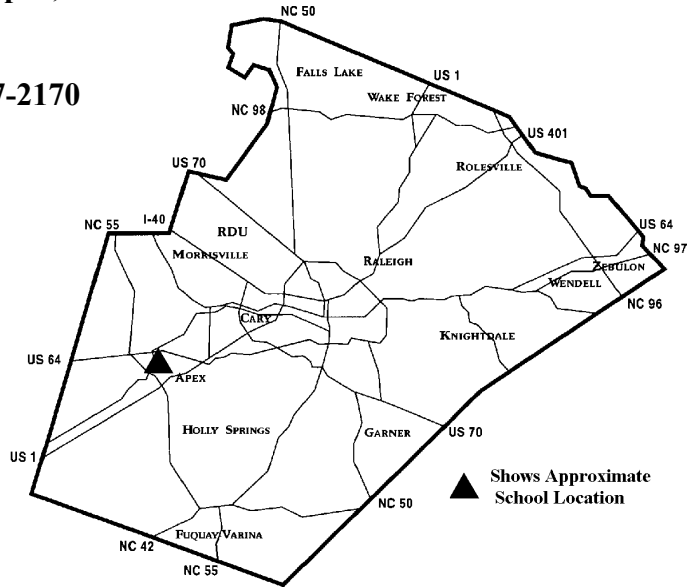 7-2170
NC 50
FALLS LAKE
US 1
WAKE FOREST
NC 98
US 401
ROLESVILLE
US 70
NC 55
I-40
RDU
MORRISVILLE
RALEIGH
US 64
NC 97
ZEBULON
WENDELL
NC 96
CARY
KNIGHTDALE
US 64
APEX
HOLLY SPRINGS
GARNER
US 70
US 1
Shows Approximate
School Location
NC 50
FUQUAY-VARINA
NC 42
NC 55